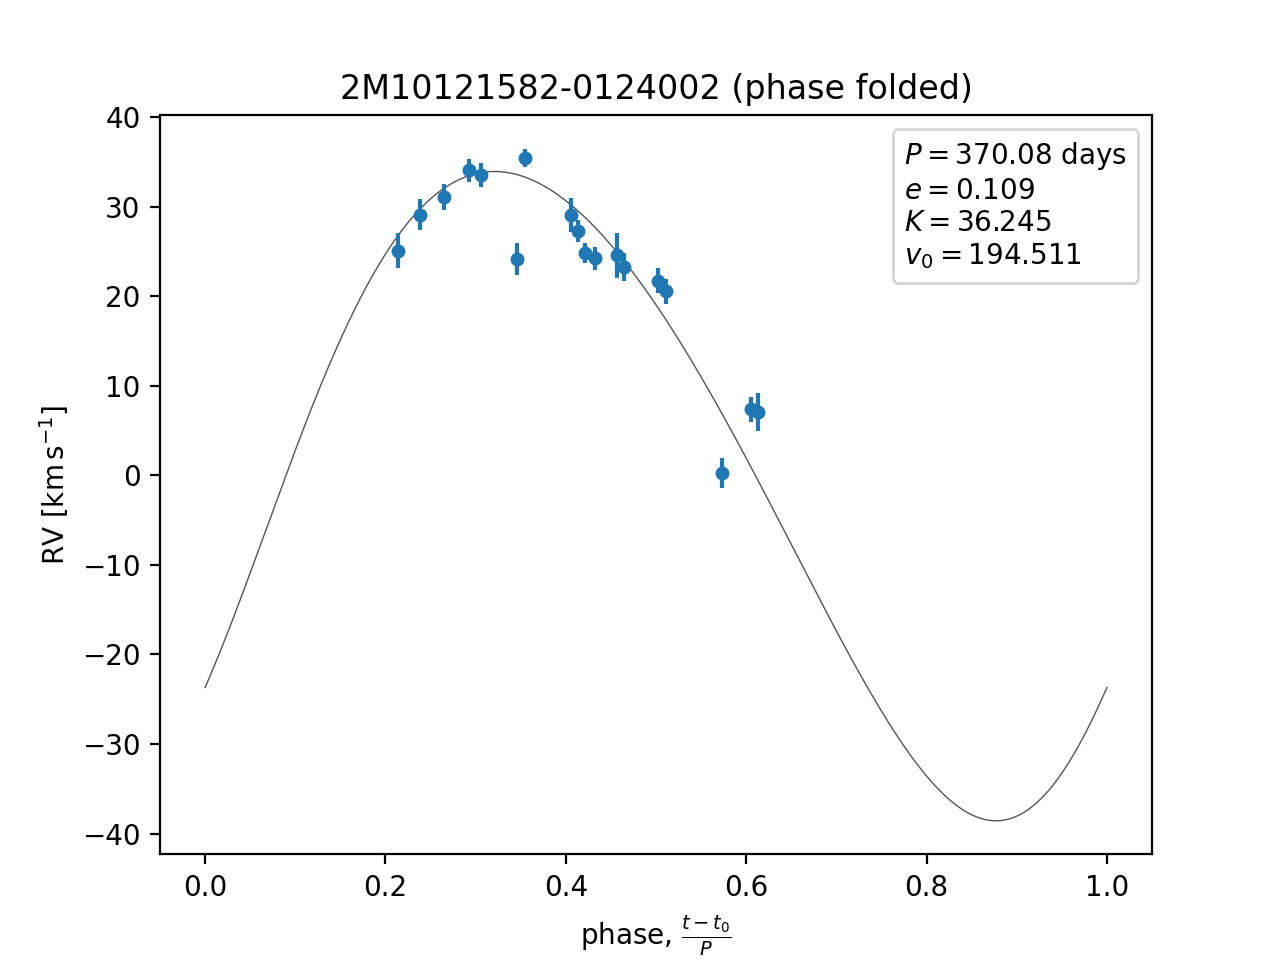 2M10121582-0124002 (phase folded)
P = 370.08 days
e = 0.109
K = 36.245
v₀ = 194.511
40
30
20
10
0
−10
−20
−30
−40
RV [km s⁻¹]
0.0 0.2 0.4 0.6 0.8 1.0
phase, (t − t₀)/P